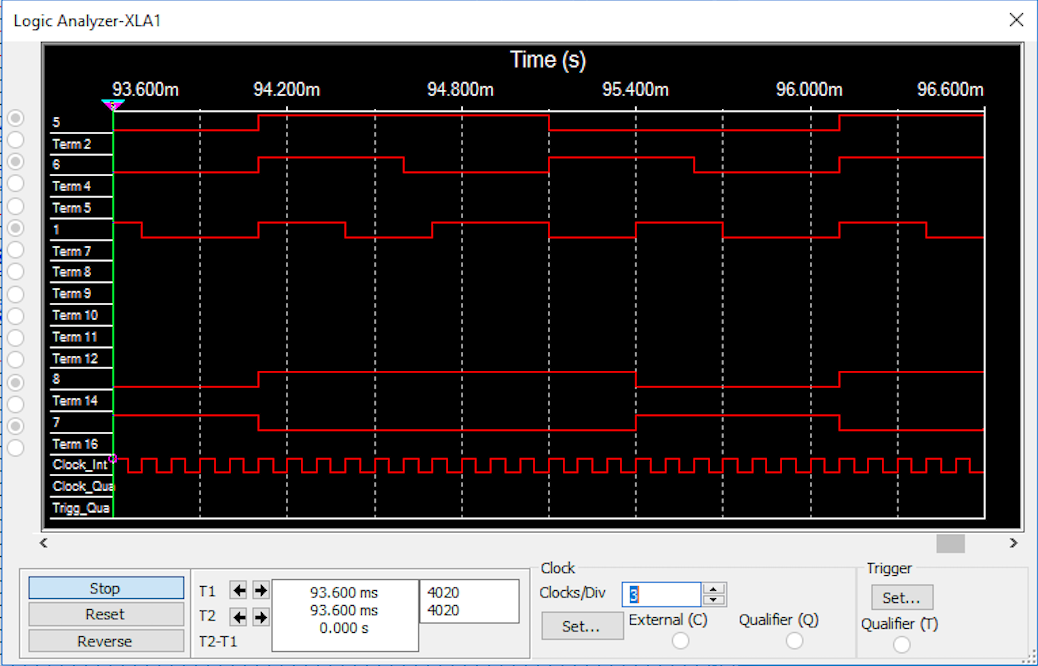 Logic Analyzer-XLA1
Time (s)
93.600m 94.200m 94.800m 95.400m 96.000m 96.600m
5
Term 2
6
Term 4
Term 5
1
Term 7
Term 8
Term 9
Term 10
Term 11
Term 12
8
Term 14
7
Term 16
Clock_Int
Clock_Qua
Trigg_Qua
Stop
Reset
Reverse
T1 93.600 ms 4020
T2 93.600 ms 4020
T2-T1 0.000 s
Clock
Clocks/Div 3
Set...
External (C) Qualifier (Q)
Trigger
Set...
Qualifier (T)